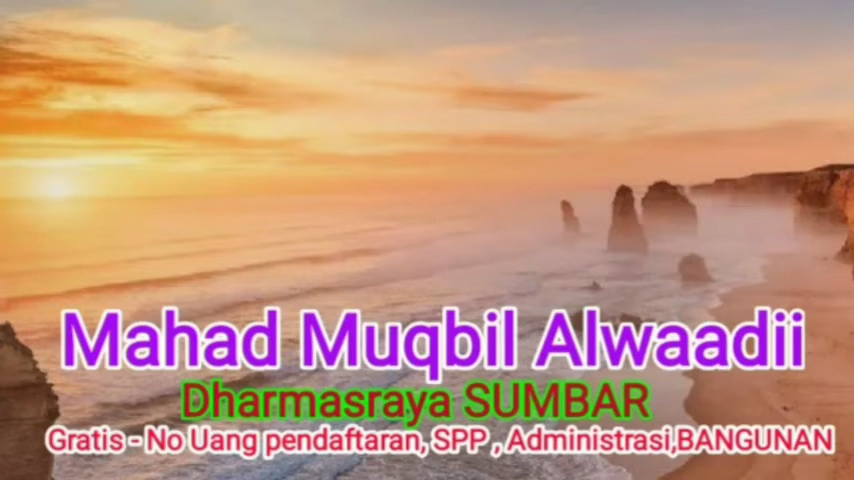 Mahad Muqbil Alwaadii
Dharmasraya SUMBAR
Gratis - No Uang pendaftaran, SPP , Administrasi,BANGUNAN